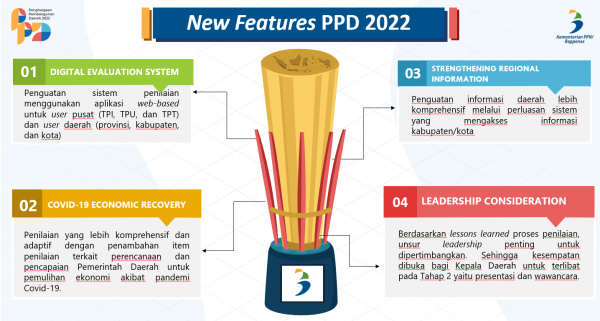 Penghargaan
Pembangunan
Daerah 2022
PPD
New Features PPD 2022
Kementerian PPN/
Bappenas
01 DIGITAL EVALUATION SYSTEM
Penguatan sistem penilaian
menggunakan aplikasi web-based
untuk user pusat (TPI, TPU, dan TPT)
dan user daerah (provinsi, kabupaten,
dan kota)
02 COVID-19 ECONOMIC RECOVERY
Penilaian yang lebih komprehensif dan
adaptif dengan penambahan item
penilaian terkait perencanaan dan
pencapaian Pemerintah Daerah untuk
pemulihan ekonomi akibat pandemi
Covid-19.
03 STRENGTHENING REGIONAL
INFORMATION
Penguatan informasi daerah lebih
komprehensif melalui perluasan sistem
yang mengakses informasi
kabupaten/kota
04 LEADERSHIP CONSIDERATION
Berdasarkan lessons learned proses penilaian,
unsur leadership penting untuk
dipertimbangkan. Sehingga kesempatan
dibuka bagi Kepala Daerah untuk terlibat
pada Tahap 2 yaitu presentasi dan wawancara.